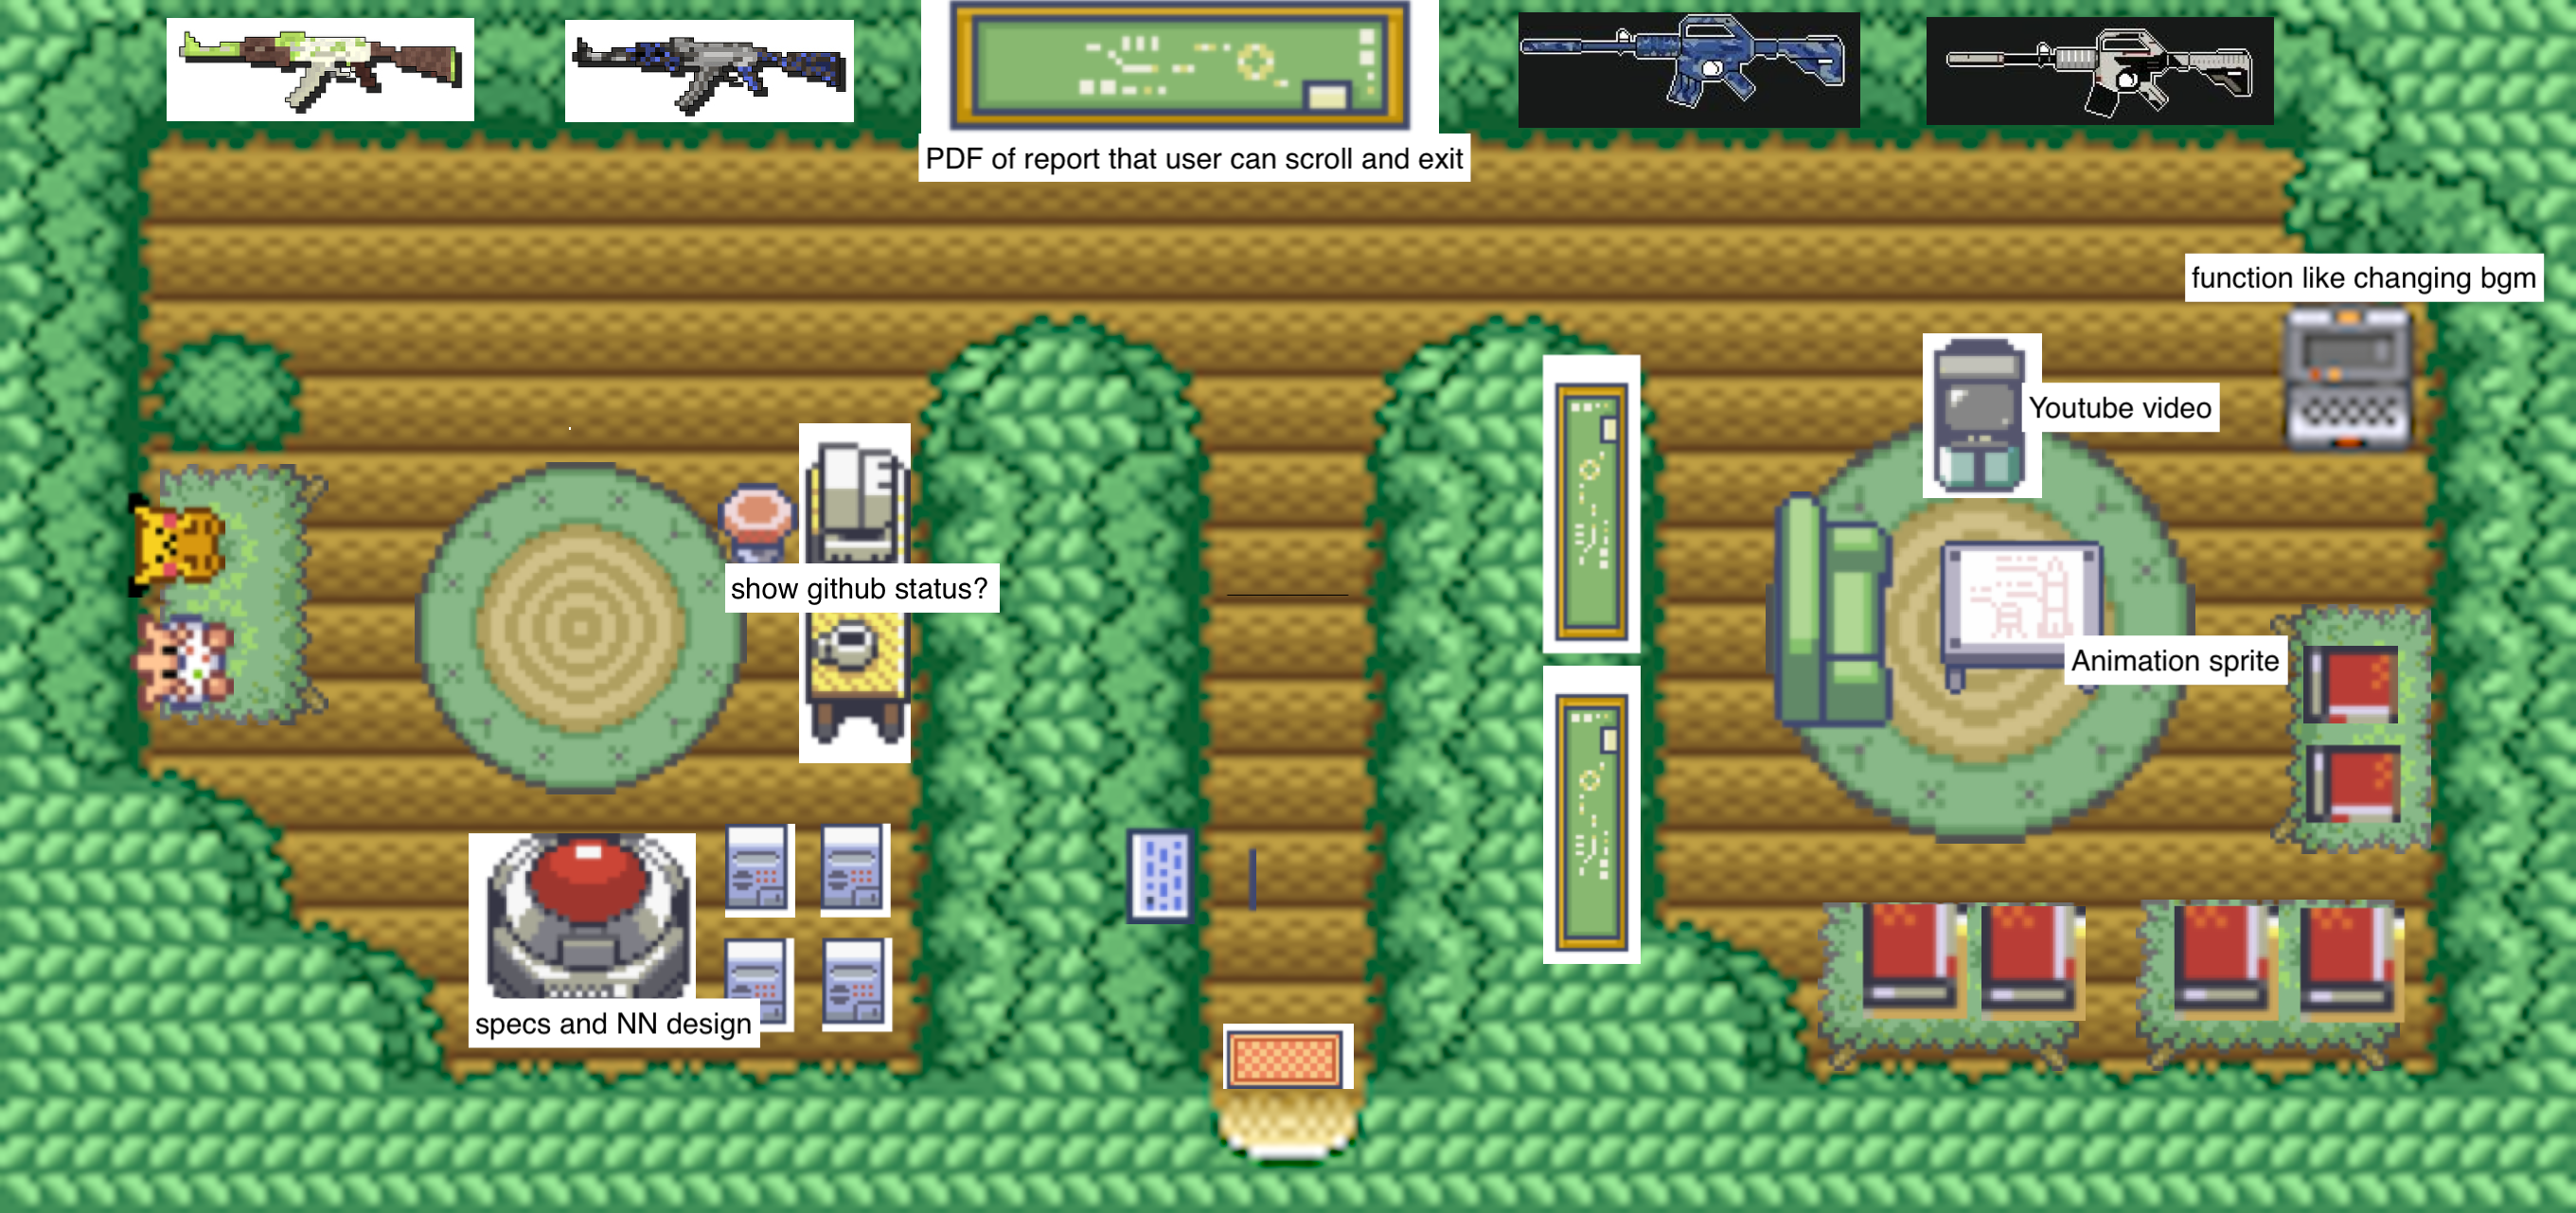 PDF of report that user can scroll and exit
function like changing bgm
Youtube video
show github status?
Animation sprite
specs and NN design